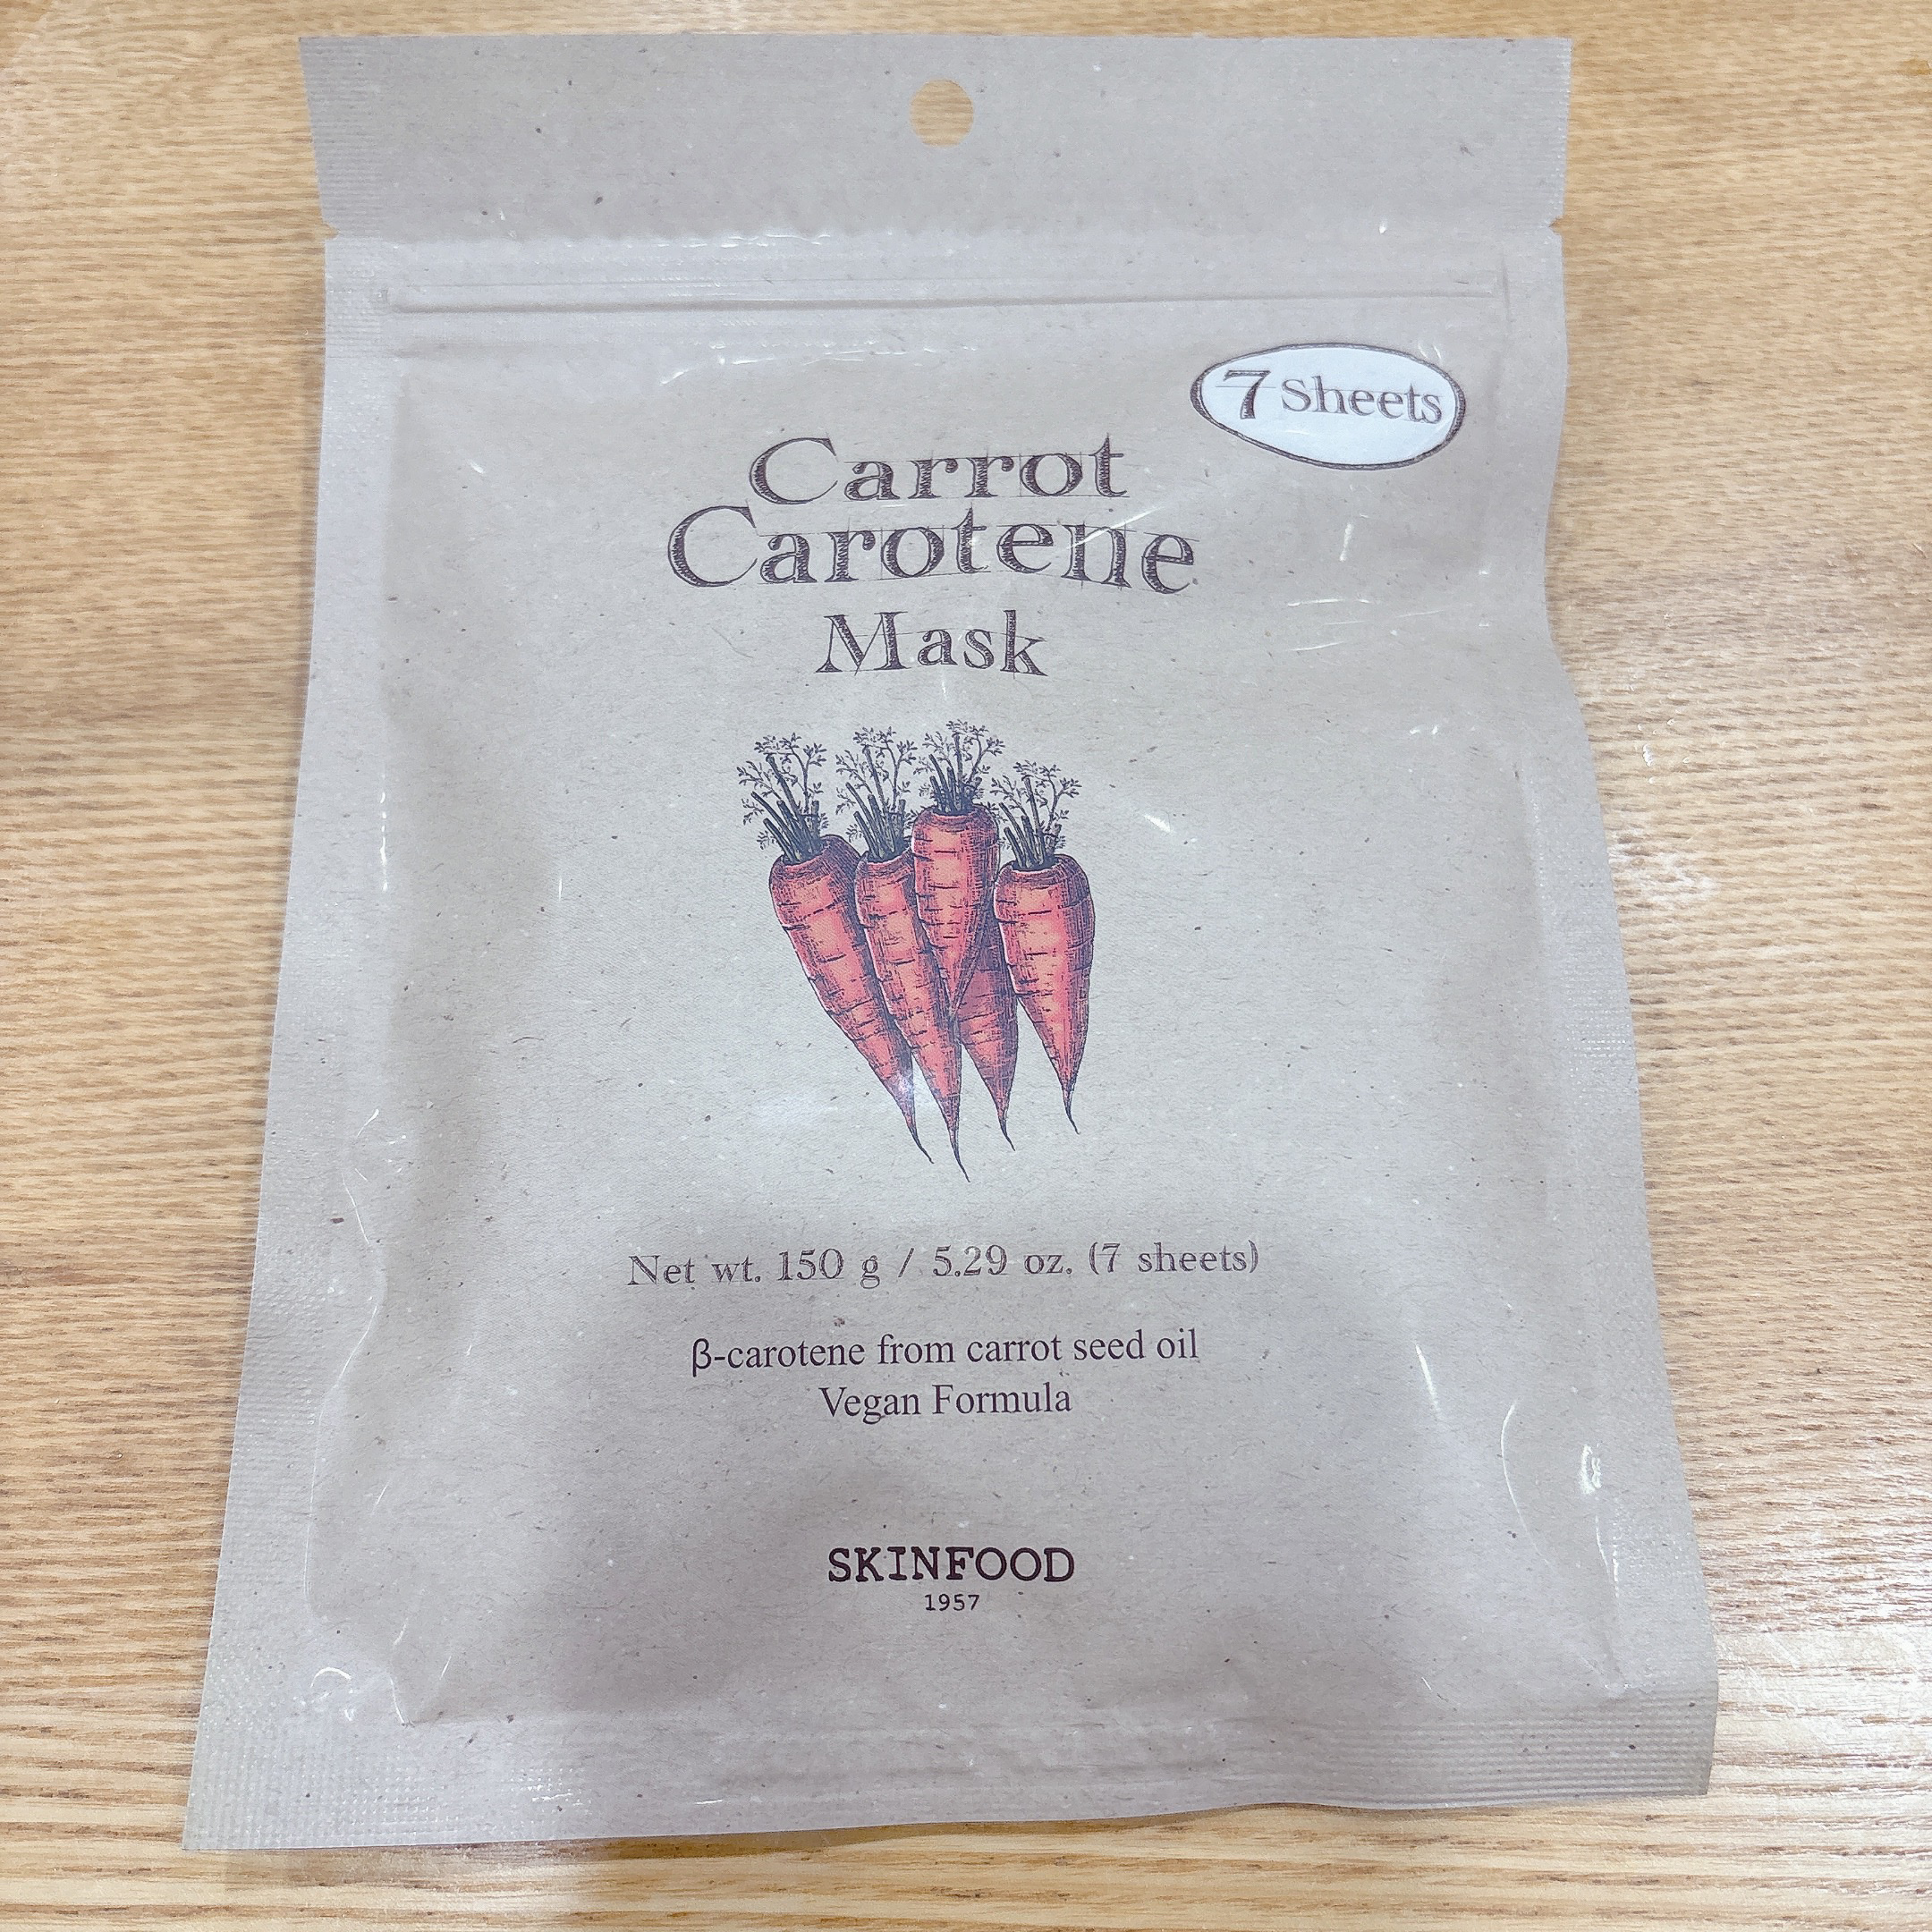 7 Sheets
Carrot
Carotene
Mask
Net wt. 150 g / 5.29 oz. (7 sheets)
β-carotene from carrot seed oil
Vegan Formula
SKINFOOD
1957